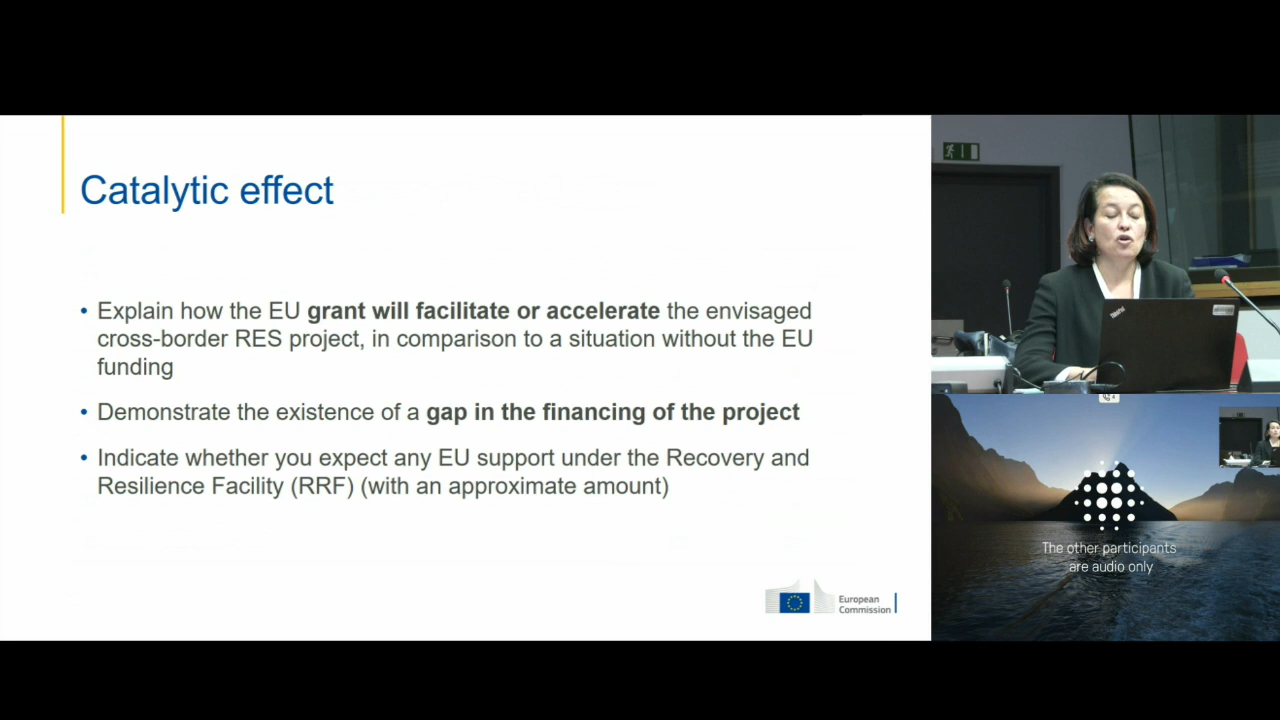 Catalytic effect
• Explain how the EU grant will facilitate or accelerate the envisaged
cross-border RES project, in comparison to a situation without the EU
funding
• Demonstrate the existence of a gap in the financing of the project
• Indicate whether you expect any EU support under the Recovery and
Resilience Facility (RRF) (with an approximate amount)
European
Commission
ThinkPad
The other participants
are audio only